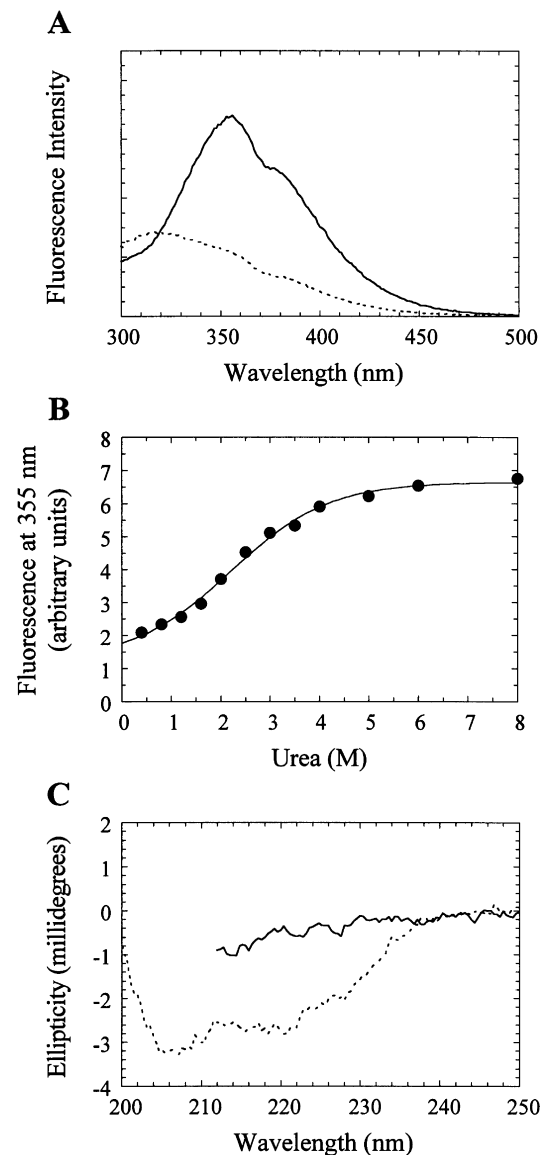 A
Fluorescence Intensity
300 350 400 450 500
Wavelength (nm)
B
Fluorescence at 355 nm
(arbitrary units)
8
7
6
5
4
3
2
1
0
0 1 2 3 4 5 6 7 8
Urea (M)
C
Ellipticity (millidegrees)
2
1
0
-1
-2
-3
-4
200 210 220 230 240 250
Wavelength (nm)